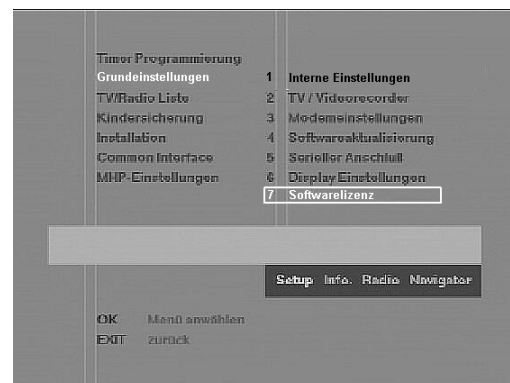 Timer Programmierung
Grundeinstellungen
TV/Radio Liste
Kindersicherung
Installation
Common Interface
MHP-Einstellungen
1 Interne Einstellungen
2 TV / Videorecorder
3 Modemeinstellungen
4 Softwareaktualisierung
5 Serieller Anschluß
6 Display Einstellungen
7 Softwarelizenz
Setup Info. Radio Navigator
OK Menü anwählen
EXIT zurück